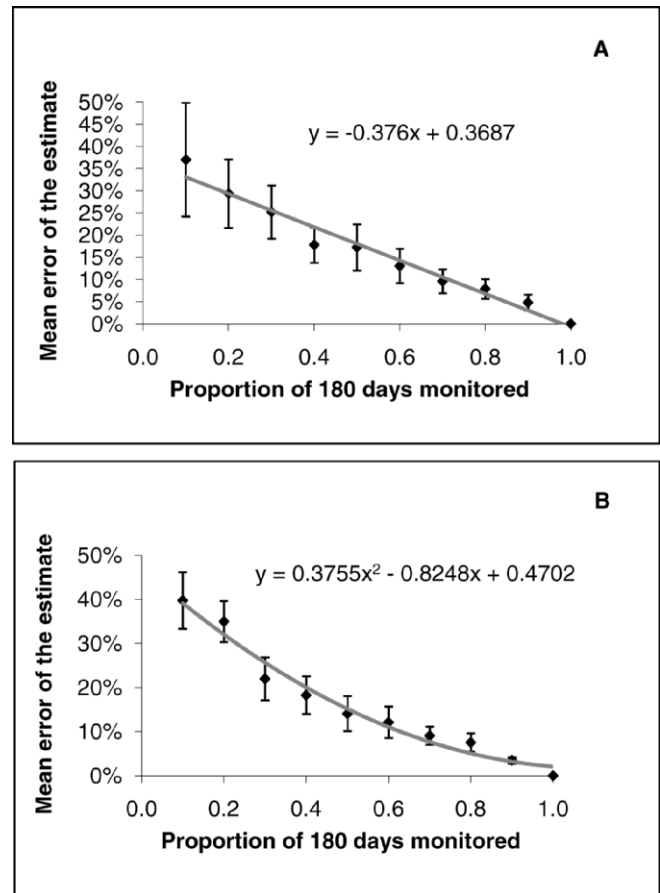 A
Mean error of the estimate
50%
45%
40%
35%
30%
25%
20%
15%
10%
5%
0%
y = -0.376x + 0.3687
0.0 0.2 0.4 0.6 0.8 1.0
Proportion of 180 days monitored
B
Mean error of the estimate
50%
40%
30%
20%
10%
0%
y = 0.3755x² - 0.8248x + 0.4702
0.0 0.2 0.4 0.6 0.8 1.0
Proportion of 180 days monitored